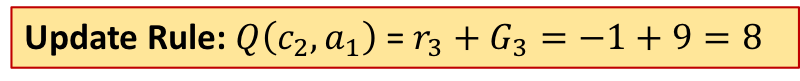 Update Rule: Q(c₂, a₁) = r₃ + G₃ = −1 + 9 = 8